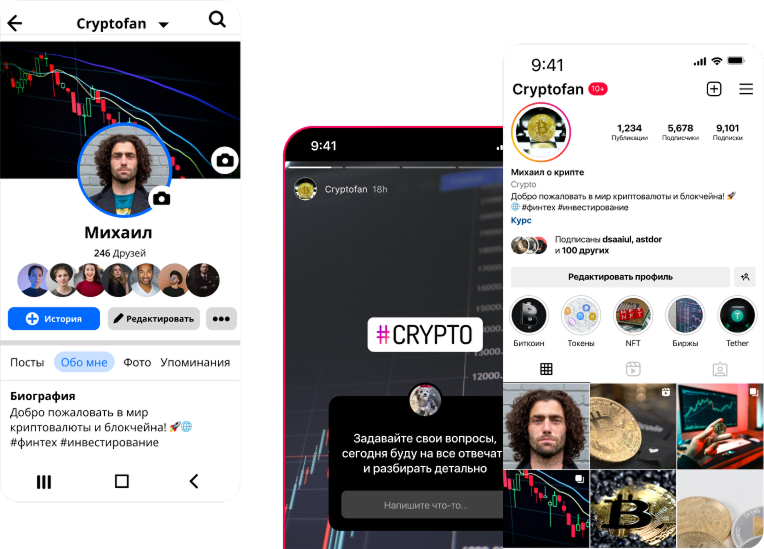 Cryptofan
Михаил
246 Друзей
История
Редактировать
Посты Обо мне Фото Упоминания
Биография
Добро пожаловать в мир
криптовалюты и блокчейна! 🚀🌐
#финтех #инвестирование
9:41
Cryptofan 18h
#CRYPTO
Задавайте свои вопросы,
сегодня буду на все отвечат
и разбирать детально
Напишите что-то...
12000.
9:41
Cryptofan 10+
1,234 5,678 9,101
Публикации Подписчики Подписки
Михаил о крипте
Crypto
Добро пожаловать в мир криптовалюты и блокчейна! 🚀
🌐 #финтех #инвестирование
Курс
Подписаны dsaaiul, astdor
и 100 других
Редактировать профиль
NFT
Биткоин Токены NFT Биржы Tether